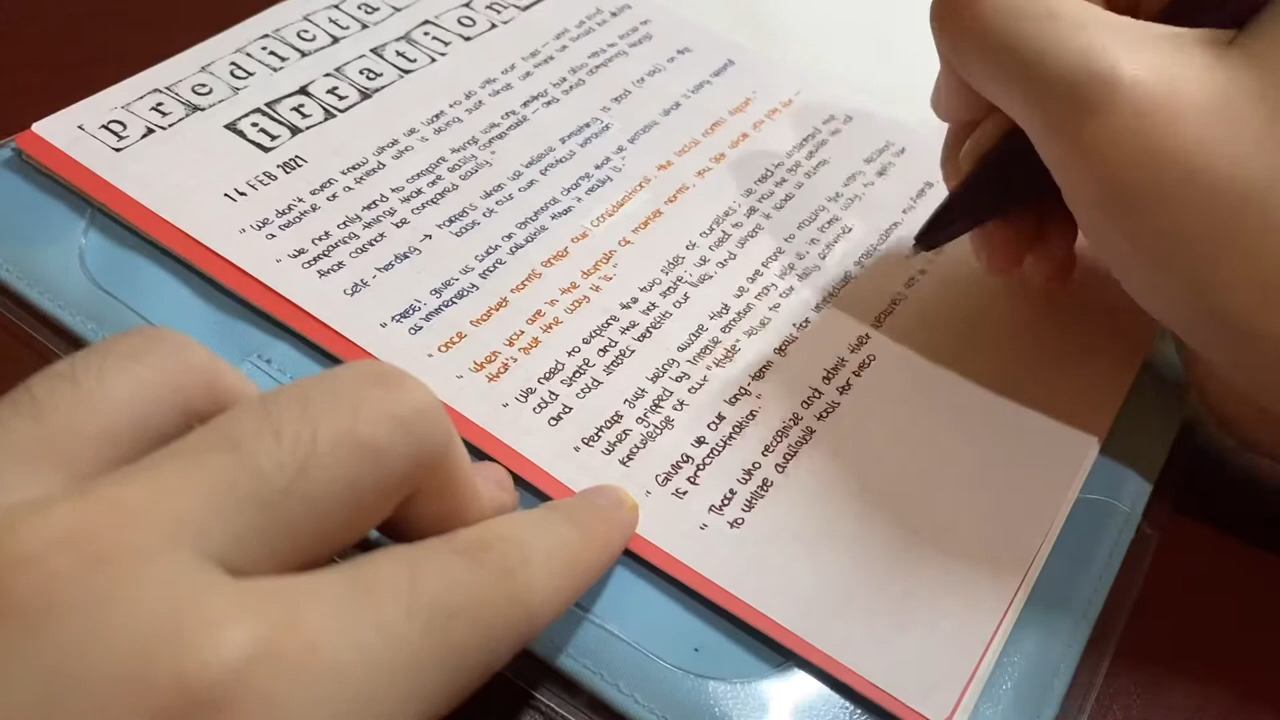 predicta
irration
14 FEB 2021
"We don't even know what we want to do with our lives — until we find
a relative or a friend who is doing just what we think we should be doing
"We not only tend to compare things with one another but also tend to focus on
comparing things that are easily comparable — and avoid comparing things
that cannot be compared easily."
self-herding → happens when we believe something is good (or bad) on the
basis of our own previous behavior
"FREE! gives us such an emotional charge that we perceive what is being offered
as immensely more valuable than it really is."
"Once market norms enter our considerations, the social norms depart."
"When you are in the domain of market norms, you get what you pay for —
that's just the way it is."
"We need to explore the two sides of ourselves; we need to understand the
cold state and the hot state; we need to see how the gap between the hot
and cold states benefits our lives, and where it leads us astray.
"Perhaps just being aware that we are prone to making the wrong decisions
when gripped by intense emotion may help us, in some way, to apply our
knowledge of our "Hyde" selves to our daily activities"
"Giving up our long-term goals for immediate gratification, my friends,
is procrastination."
"Those who recognize and admit their weakness are in a
to utilize available tools for preco